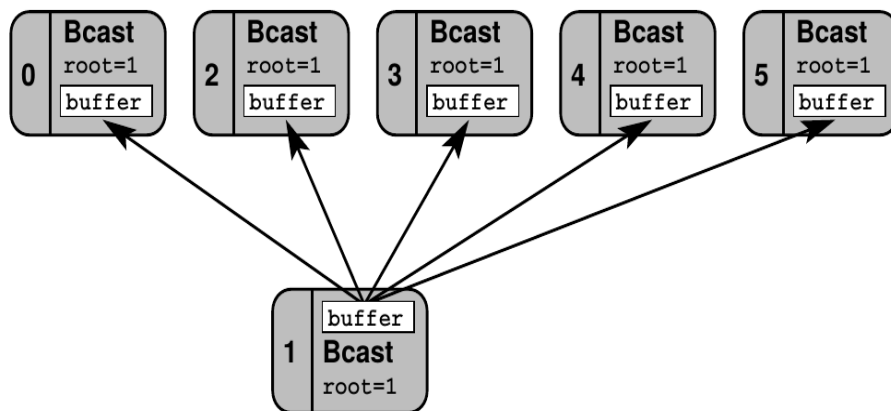 0
Bcast
root=1
buffer
2
Bcast
root=1
buffer
3
Bcast
root=1
buffer
4
Bcast
root=1
buffer
5
Bcast
root=1
buffer
1
buffer
Bcast
root=1